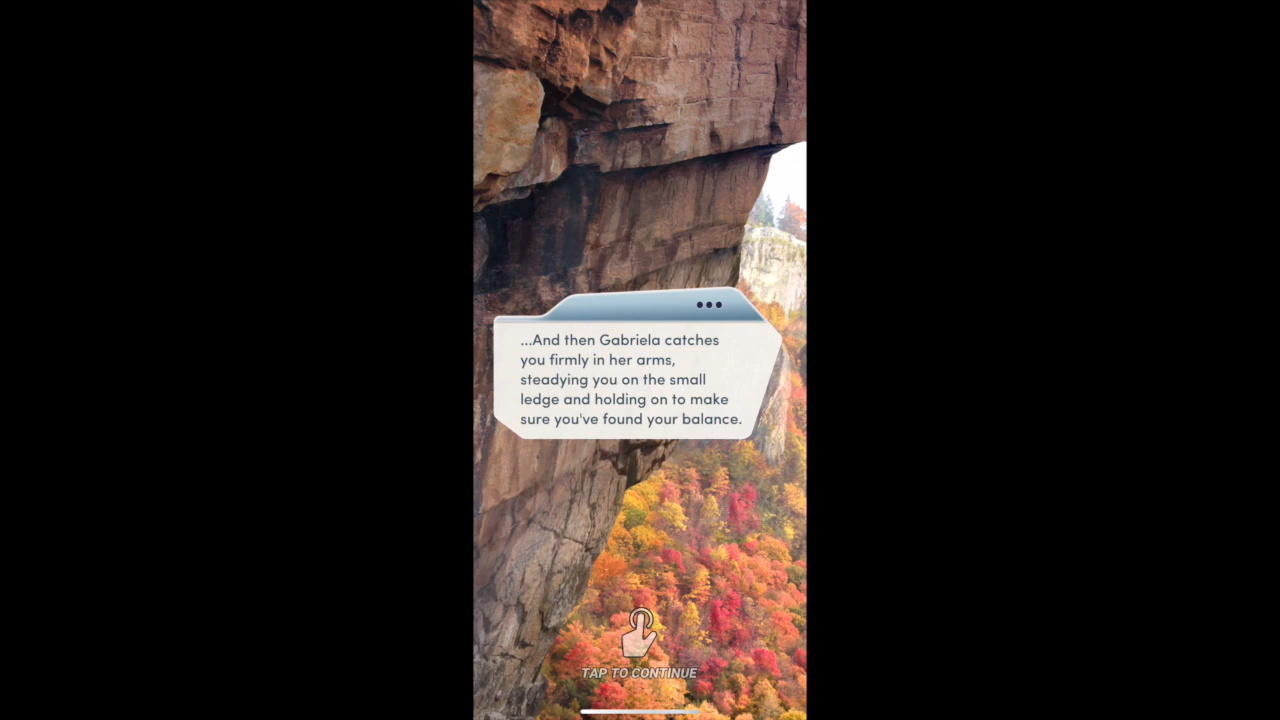 ...And then Gabriela catches
you firmly in her arms,
steadying you on the small
ledge and holding on to make
sure you've found your balance.
TAP TO CONTINUE